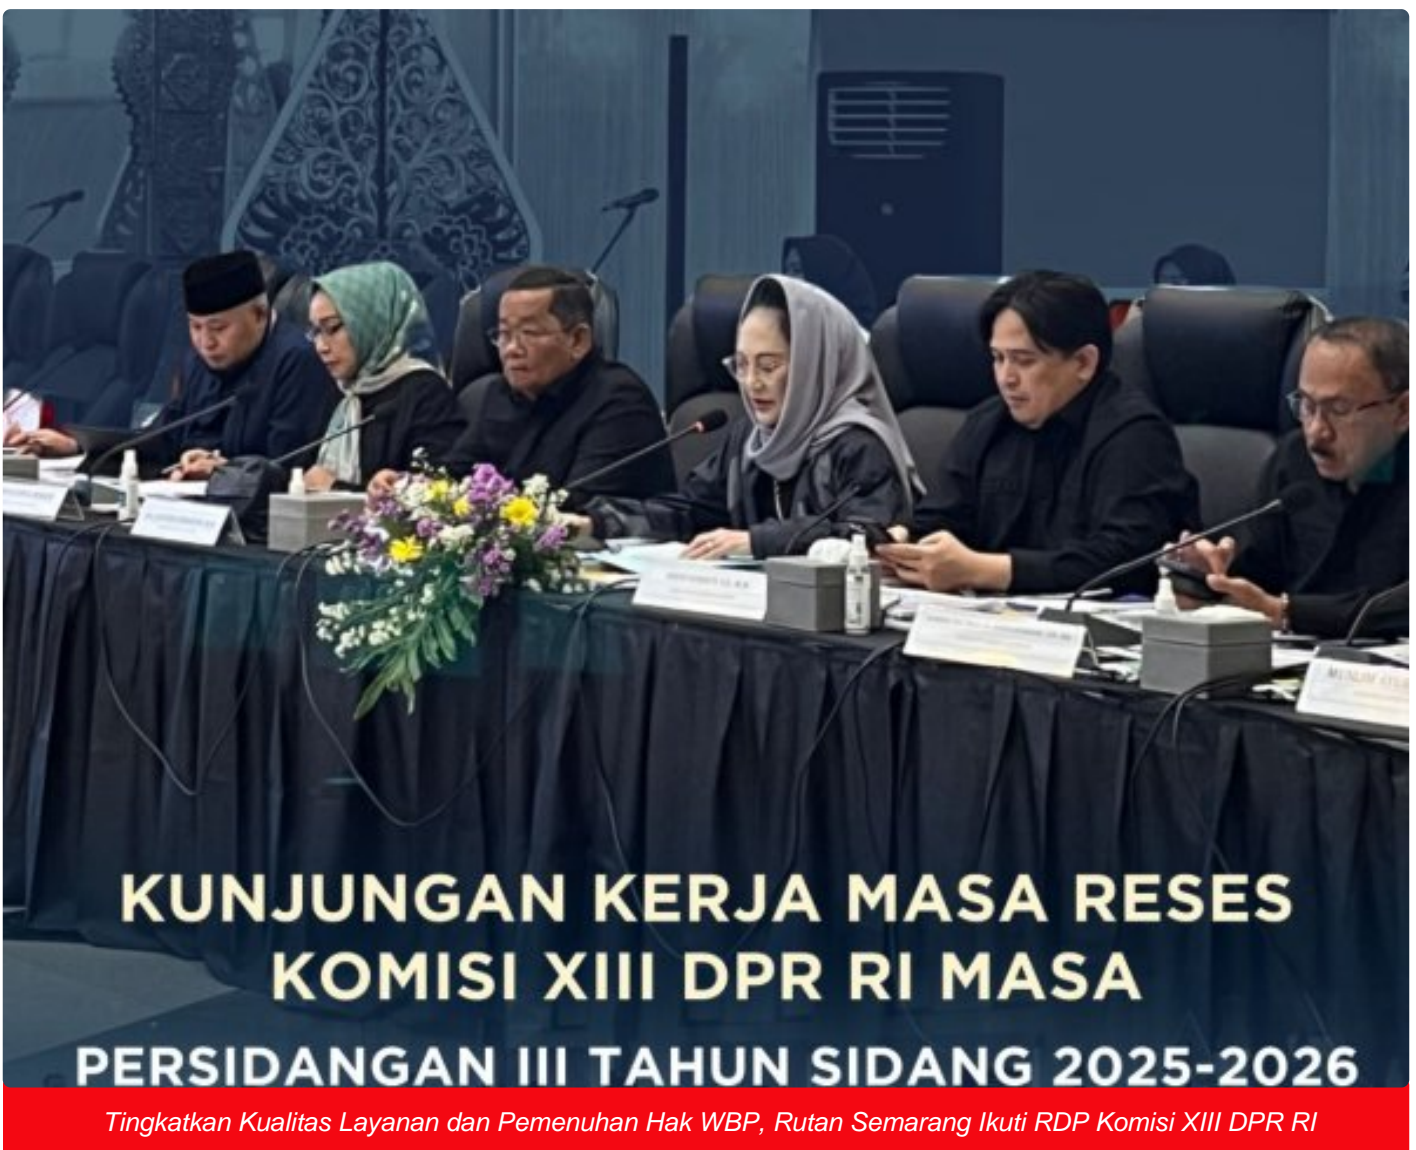 KUNJUNGAN KERJA MASA RESES
KOMISI XIII DPR RI MASA
PERSIDANGAN III TAHUN SIDANG 2025-2026
Tingkatkan Kualitas Layanan dan Pemenuhan Hak WBP, Rutan Semarang Ikuti RDP Komisi XIII DPR RI